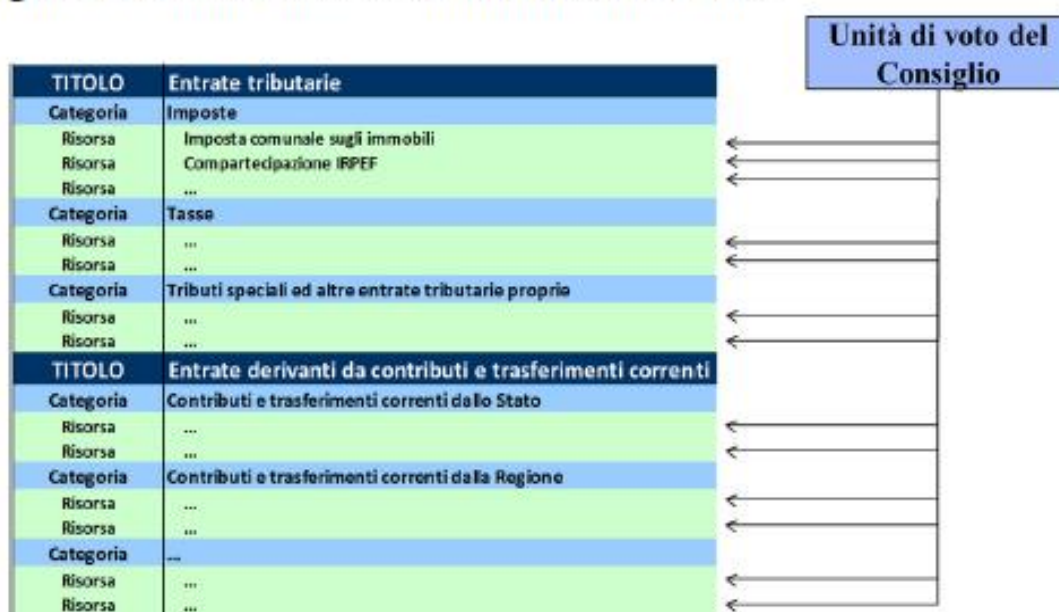 Unità di voto del
Consiglio
TITOLO Entrate tributarie
Categoria Imposte
Risorsa Imposta comunale sugli immobili
Risorsa Compartecipazione IRPEF
Risorsa ...
Categoria Tasse
Risorsa ...
Risorsa ...
Categoria Tributi speciali ed altre entrate tributarie proprie
Risorsa ...
Risorsa ...
TITOLO Entrate derivanti da contributi e trasferimenti correnti
Categoria Contributi e trasferimenti correnti dallo Stato
Risorsa ...
Risorsa ...
Categoria Contributi e trasferimenti correnti dalla Regione
Risorsa ...
Risorsa ...
Categoria ...
Risorsa ...
Risorsa ...